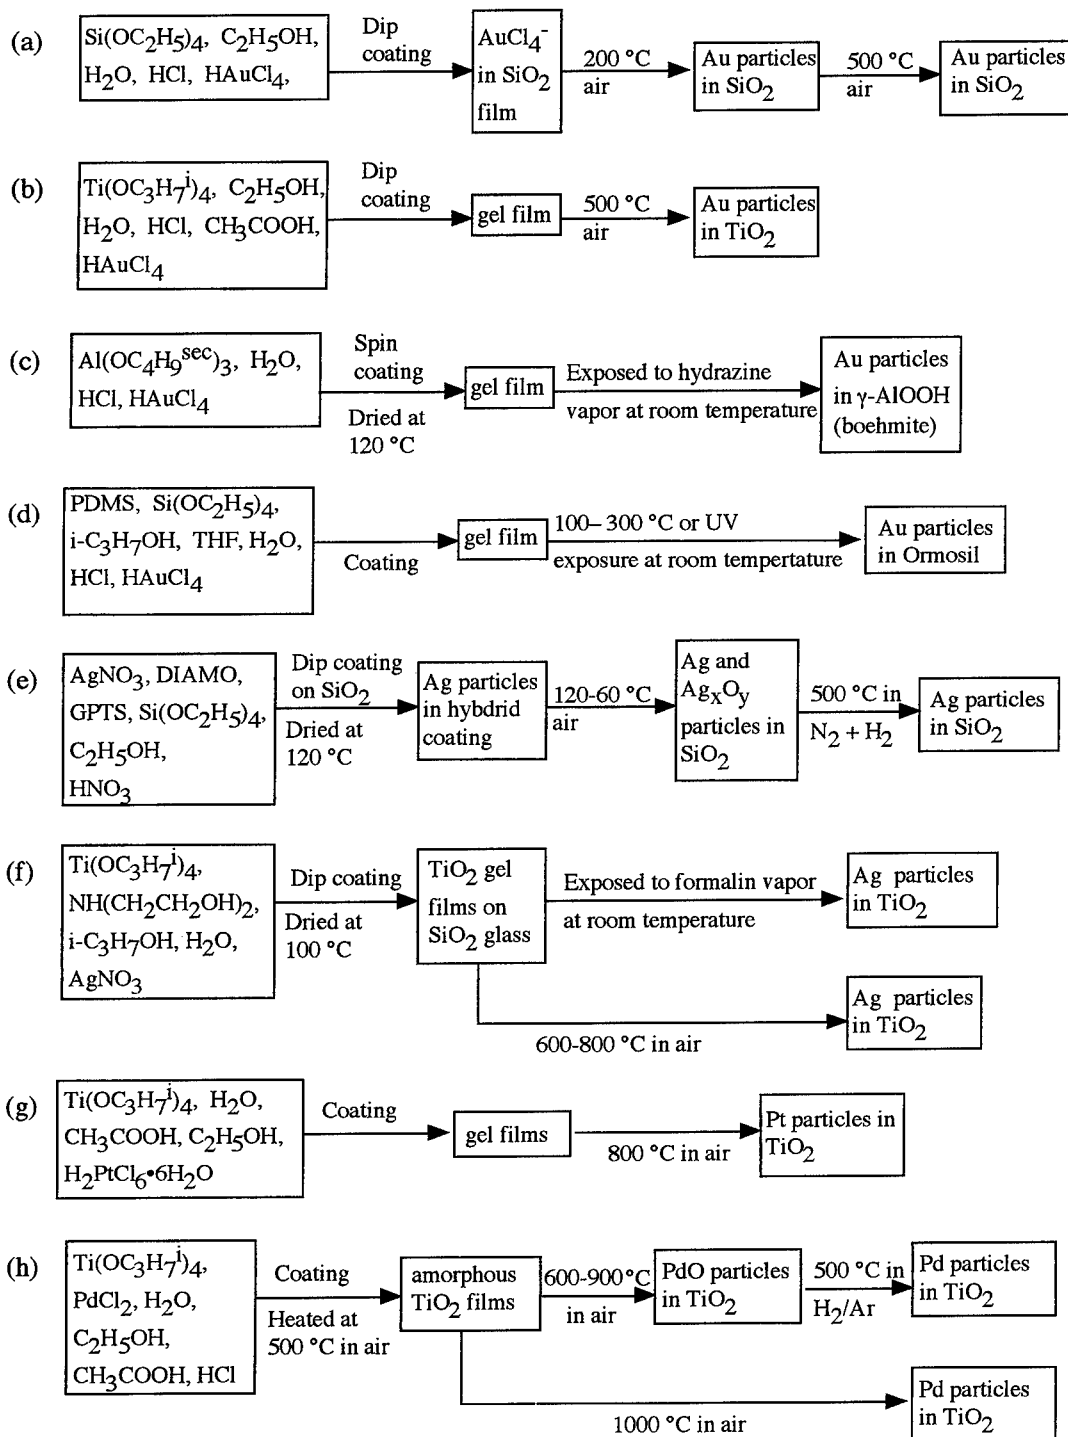 (a)
Si(OC2H5)4, C2H5OH,
H2O, HCl, HAuCl4,
Dip
coating
AuCl4-
in SiO2
film
200 °C
air
Au particles
in SiO2
500 °C
air
Au particles
in SiO2
(b)
Ti(OC3H7i)4, C2H5OH,
H2O, HCl, CH3COOH,
HAuCl4
Dip
coating
gel film
500 °C
air
Au particles
in TiO2
(c)
Al(OC4H9sec)3, H2O,
HCl, HAuCl4
Spin
coating
Dried at
120 °C
gel film
Exposed to hydrazine
vapor at room temperature
Au particles
in γ-AlOOH
(boehmite)
(d)
PDMS, Si(OC2H5)4,
i-C3H7OH, THF, H2O,
HCl, HAuCl4
Coating
gel film
100– 300 °C or UV
exposure at room tempertature
Au particles
in Ormosil
(e)
AgNO3, DIAMO,
GPTS, Si(OC2H5)4,
C2H5OH,
HNO3
Dip coating
on SiO2
Dried at
120 °C
Ag particles
in hybdrid
coating
120-60 °C
air
Ag and
AgxOy
particles in
SiO2
500 °C in
N2 + H2
Ag particles
in SiO2
(f)
Ti(OC3H7i)4,
NH(CH2CH2OH)2,
i-C3H7OH, H2O,
AgNO3
Dip coating
Dried at
100 °C
TiO2 gel
films on
SiO2 glass
Exposed to formalin vapor
at room temperature
Ag particles
in TiO2
600-800 °C in air
Ag particles
in TiO2
(g)
Ti(OC3H7i)4, H2O,
CH3COOH, C2H5OH,
H2PtCl6•6H2O
Coating
gel films
800 °C in air
Pt particles in
TiO2
(h)
Ti(OC3H7i)4,
PdCl2, H2O,
C2H5OH,
CH3COOH, HCl
Coating
Heated at
500 °C in air
amorphous
TiO2 films
600-900 °C
in air
PdO particles
in TiO2
500 °C in
H2/Ar
Pd particles
in TiO2
1000 °C in air
Pd particles
in TiO2